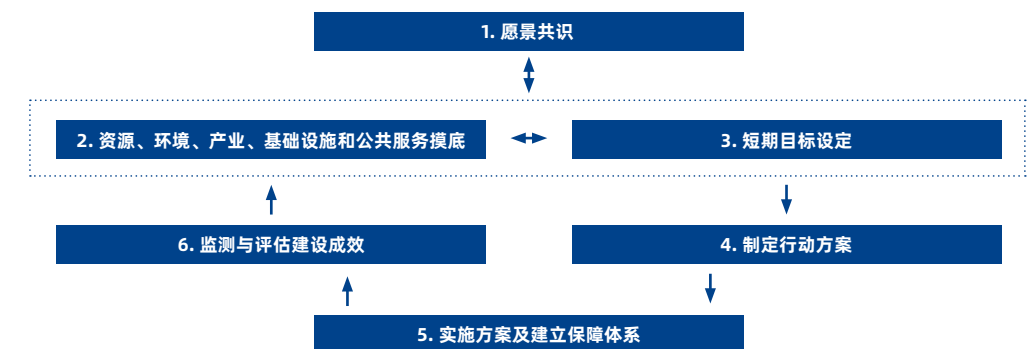 1. 愿景共识
2. 资源、环境、产业、基础设施和公共服务摸底
3. 短期目标设定
6. 监测与评估建设成效
4. 制定行动方案
5. 实施方案及建立保障体系